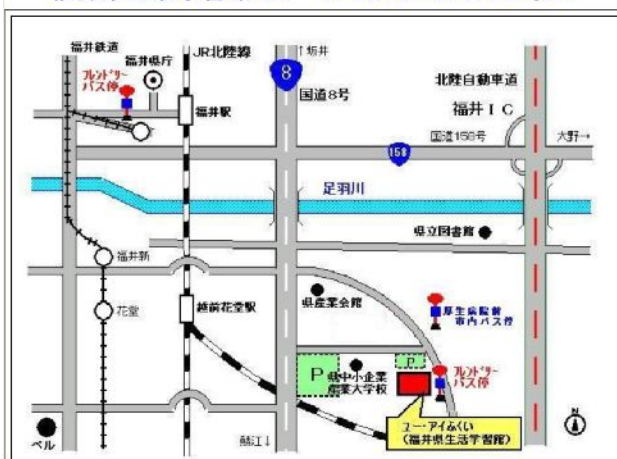 福井鉄道
福井県庁
JR北陸線
↑坂井
8
国道8号
北陸自動車道
福井IC
国道158号
大野→
フレンドリー
バス停
福井駅
158
足羽川
県立図書館
福井新
花堂
越前花堂駅
県産業会館
厚生病院前
市内バス停
P
P
県中小企業
産業大学校
フレンドリー
バス停
ユー・アイふくい
(福井県生活学習館)
鯖江↓
ベル
N